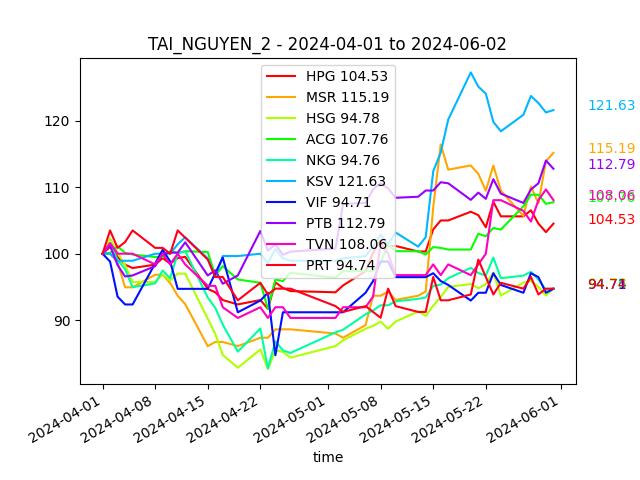 TAI_NGUYEN_2 - 2024-04-01 to 2024-06-02
HPG 104.53
MSR 115.19
HSG 94.78
ACG 107.76
NKG 94.76
KSV 121.63
VIF 94.71
PTB 112.79
TVN 108.06
PRT 94.74
120
110
100
90
121.63
115.19
112.79
108.06
104.53
94.71
2024-04-01
2024-04-08
2024-04-15
2024-04-22
2024-05-01
2024-05-08
2024-05-15
2024-05-22
2024-06-01
time